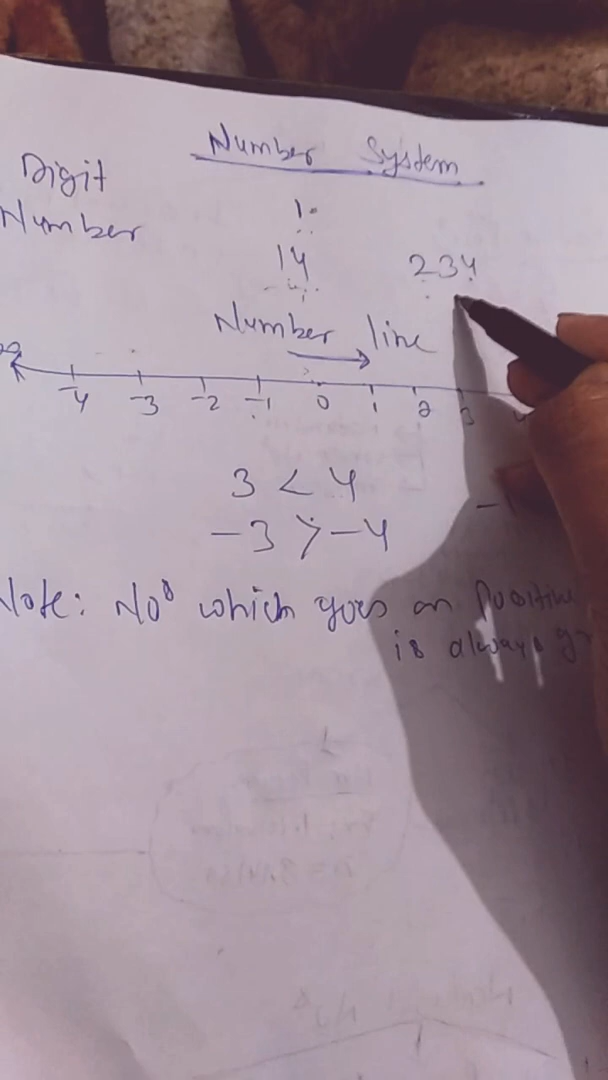 Number System
Digit
Number
1.
14
234
Number line
-4 -3 -2 -1 0 1 2 3
3 < 4
-3 > -4
Note: No⁸ which goes on Positive
is always